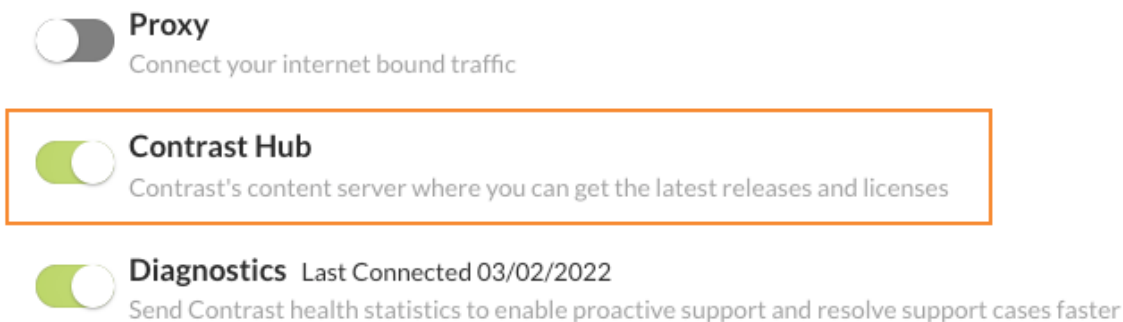 Proxy
Connect your internet bound traffic
Contrast Hub
Contrast's content server where you can get the latest releases and licenses
Diagnostics Last Connected 03/02/2022
Send Contrast health statistics to enable proactive support and resolve support cases faster